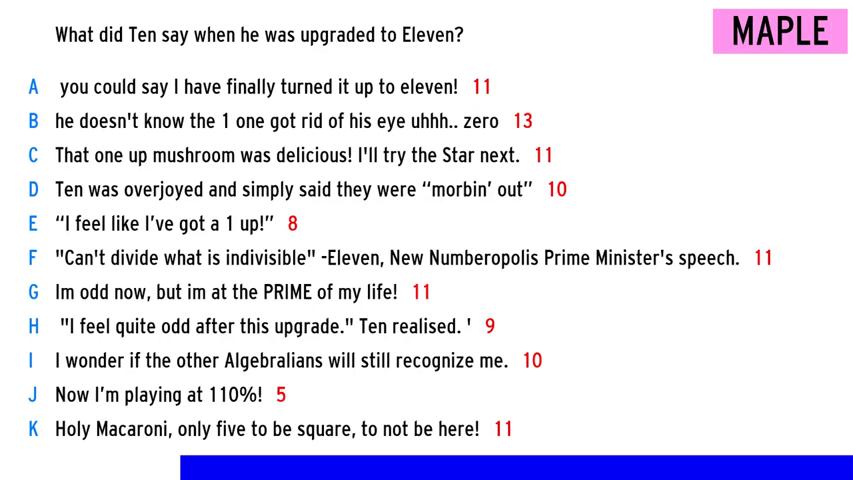 What did Ten say when he was upgraded to Eleven?
MAPLE
A you could say I have finally turned it up to eleven! 11
B he doesn't know the 1 one got rid of his eye uhhh.. zero 13
C That one up mushroom was delicious! I'll try the Star next. 11
D Ten was overjoyed and simply said they were “morbin’ out” 10
E “I feel like I’ve got a 1 up!” 8
F "Can't divide what is indivisible" -Eleven, New Numberopolis Prime Minister's speech. 11
G Im odd now, but im at the PRIME of my life! 11
H "I feel quite odd after this upgrade." Ten realised. ' 9
I I wonder if the other Algebralians will still recognize me. 10
J Now I’m playing at 110%! 5
K Holy Macaroni, only five to be square, to not be here! 11